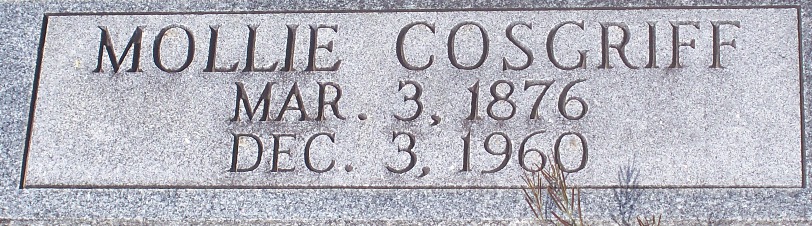 MOLLIE COSGRIFF
MAR. 3, 1876
DEC. 3, 1960